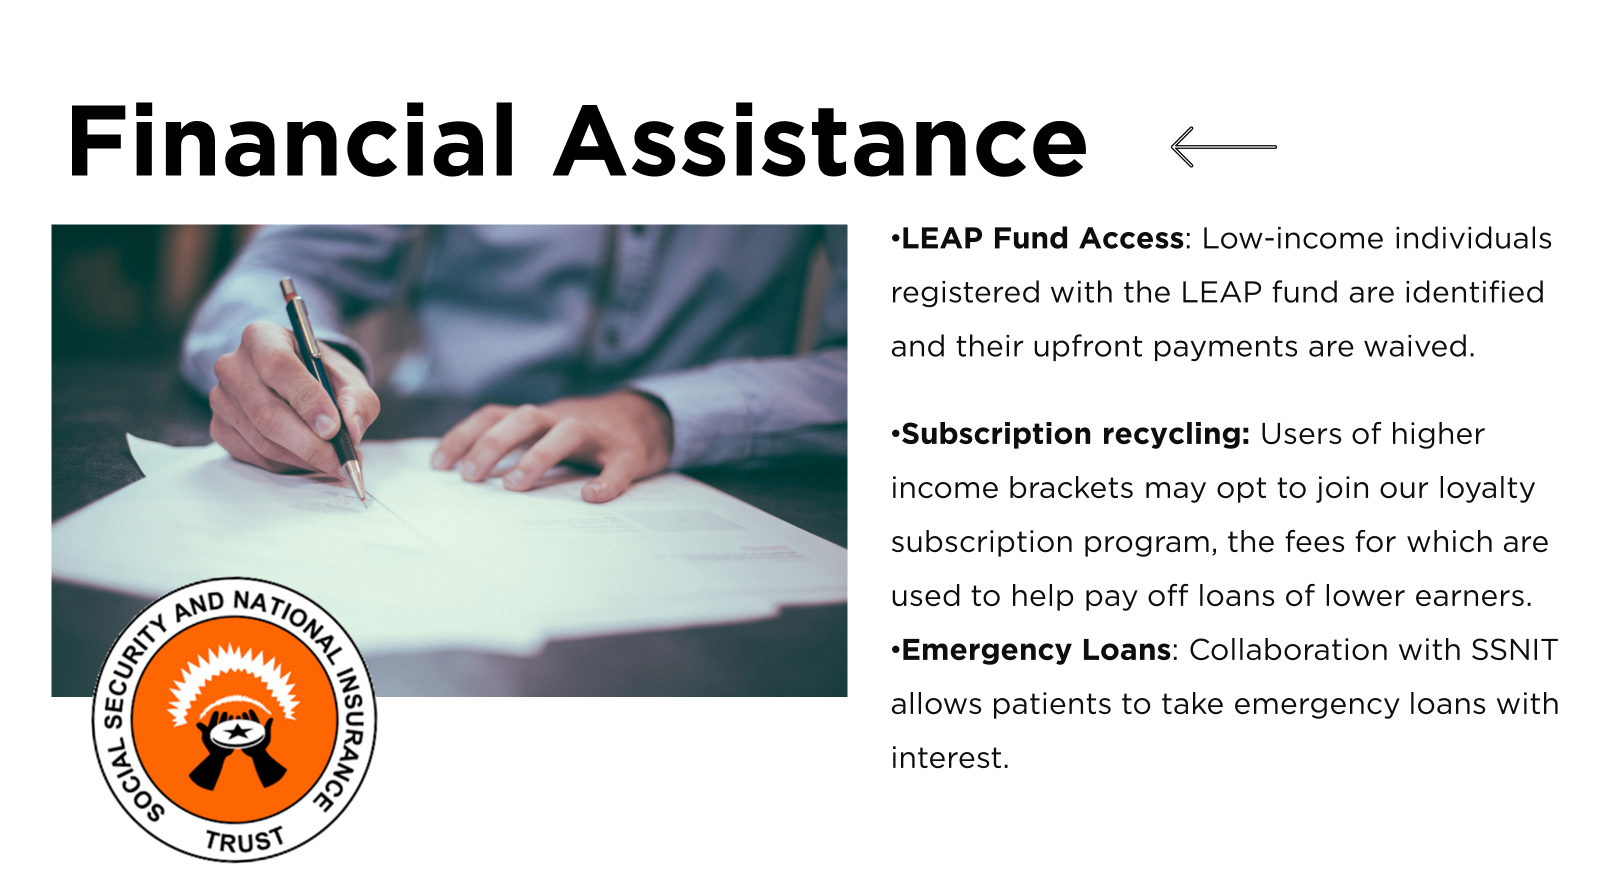 Financial Assistance
•LEAP Fund Access: Low-income individuals
registered with the LEAP fund are identified
and their upfront payments are waived.
•Subscription recycling: Users of higher
income brackets may opt to join our loyalty
subscription program, the fees for which are
used to help pay off loans of lower earners.
•Emergency Loans: Collaboration with SSNIT
allows patients to take emergency loans with
interest.
SOCIAL SECURITY AND NATIONAL INSURANCE
TRUST